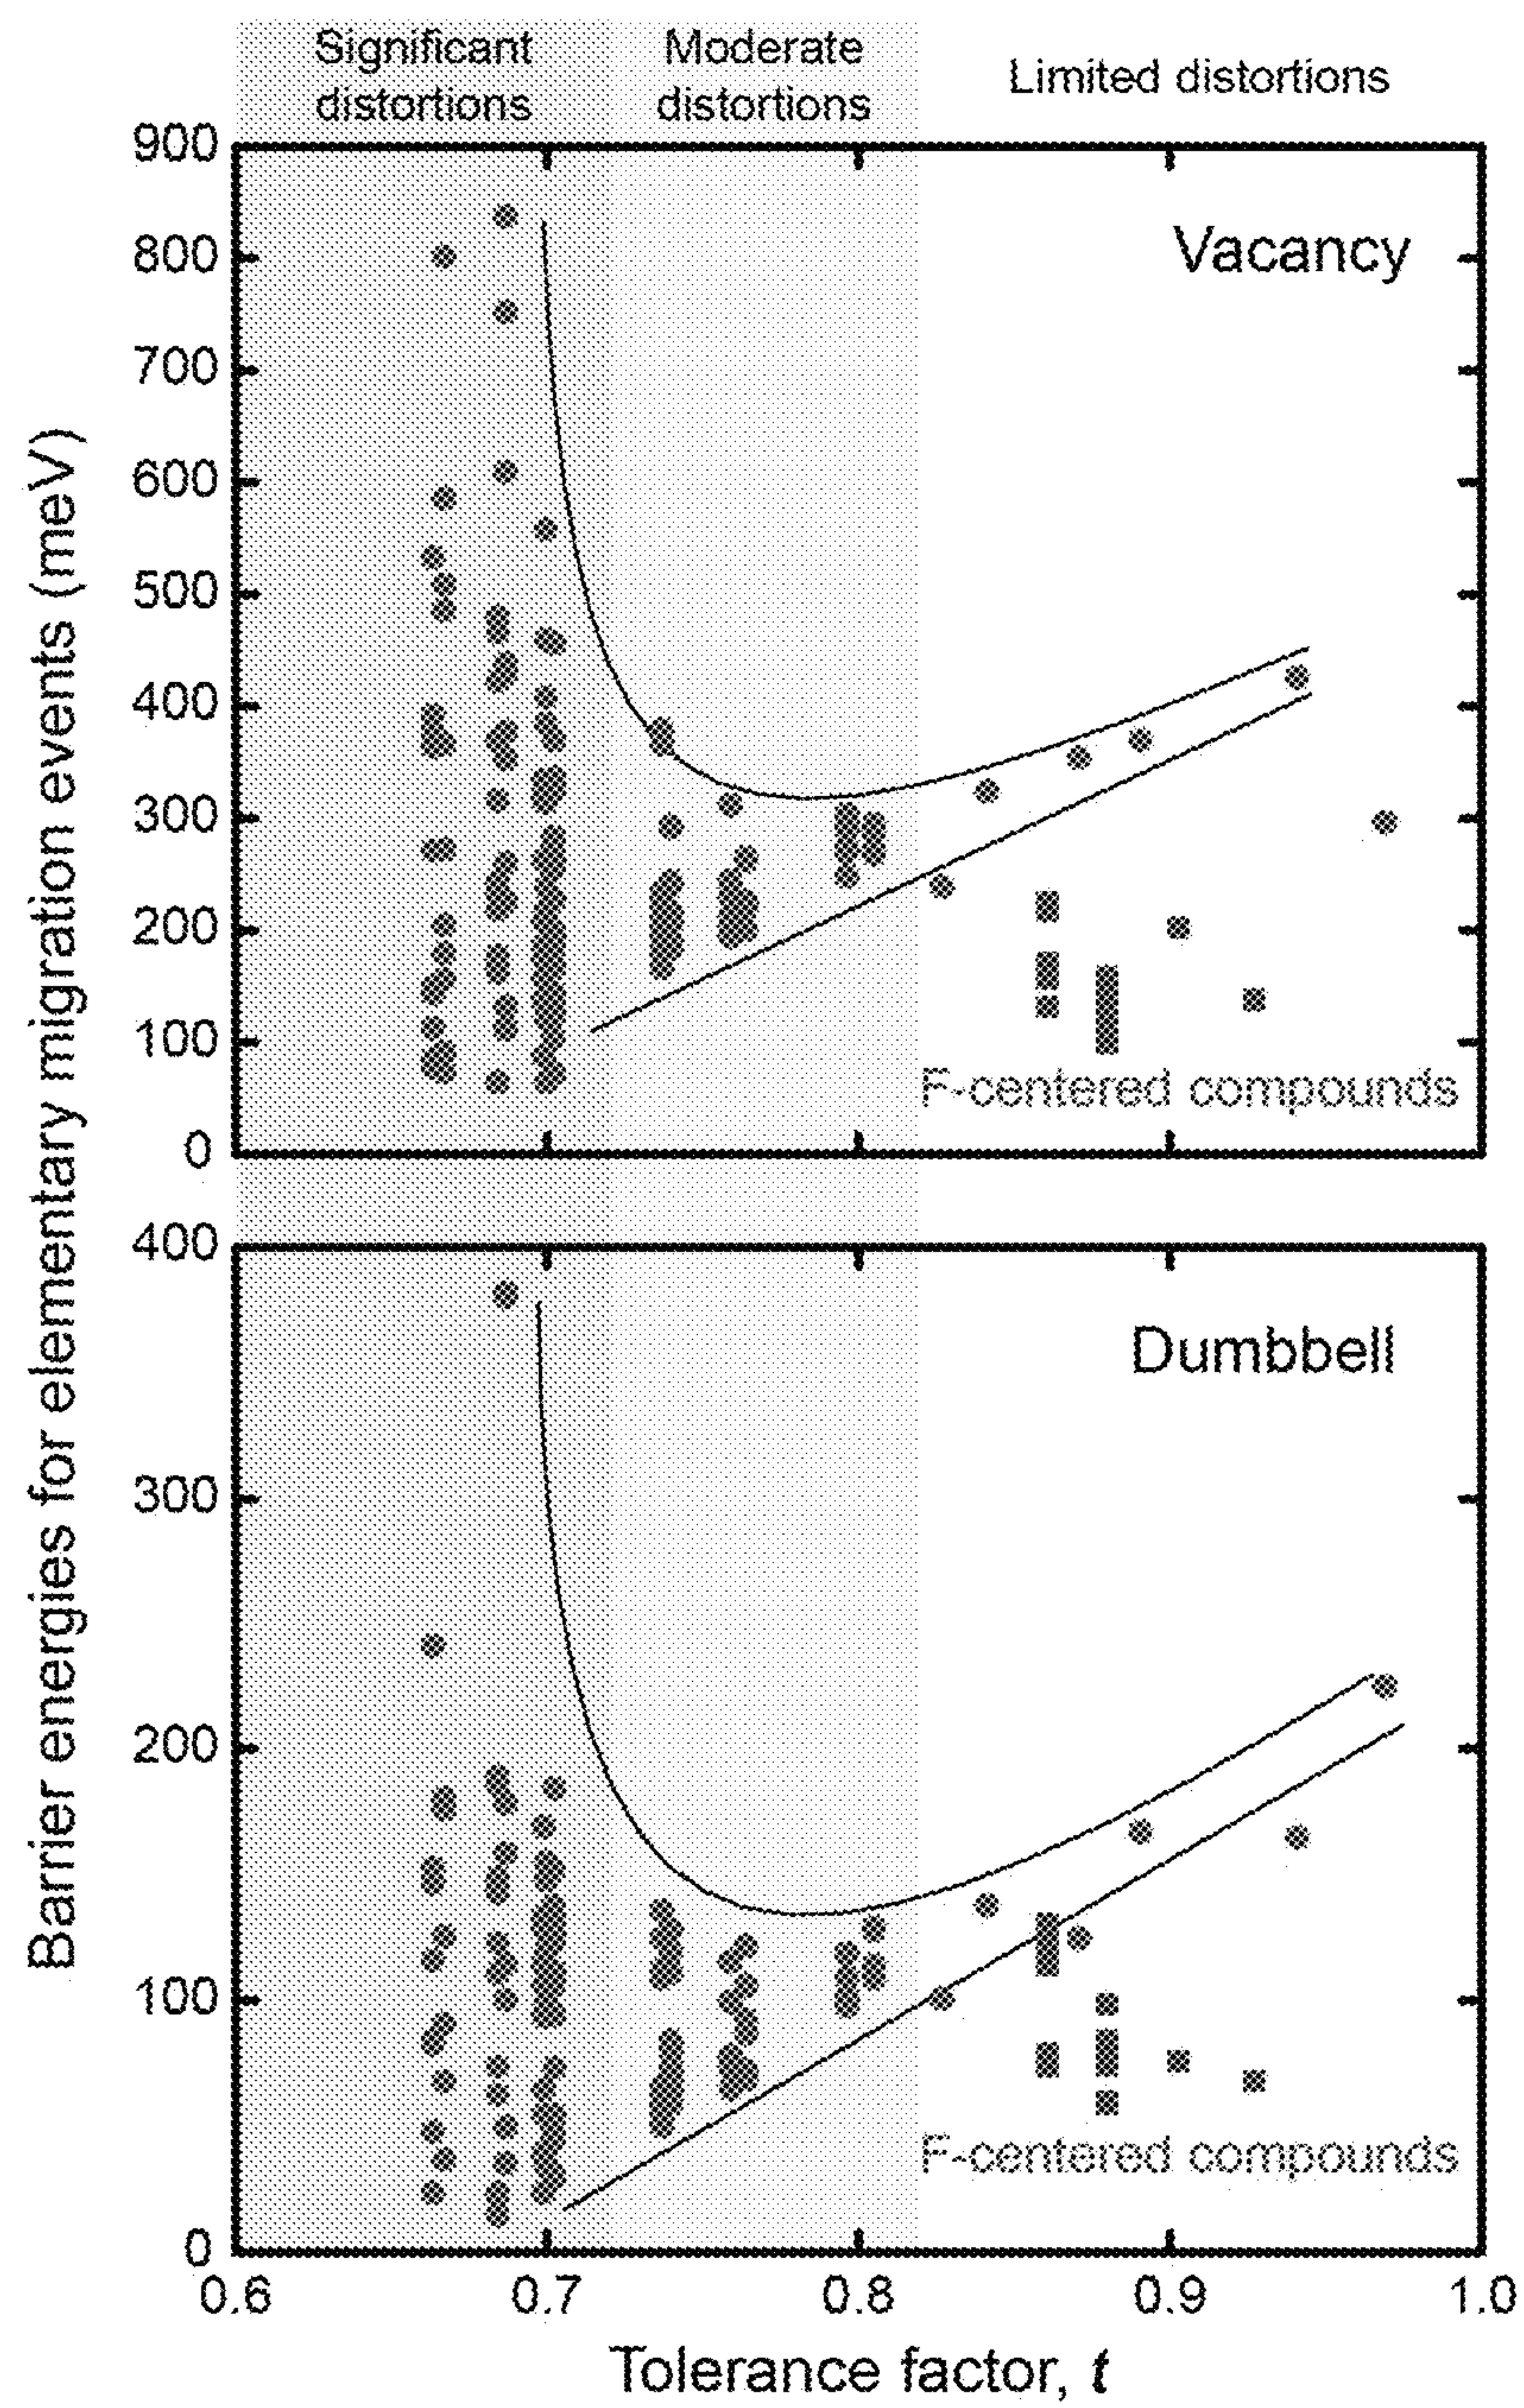 Significant
distortions
Moderate
distortions
Limited distortions
Barrier energies for elementary migration events (meV)
900
800
700
600
500
400
300
200
100
0
Vacancy
F-centered compounds
400
300
200
100
0
Dumbbell
F-centered compounds
0.6
0.7
0.8
0.9
1.0
Tolerance factor, t